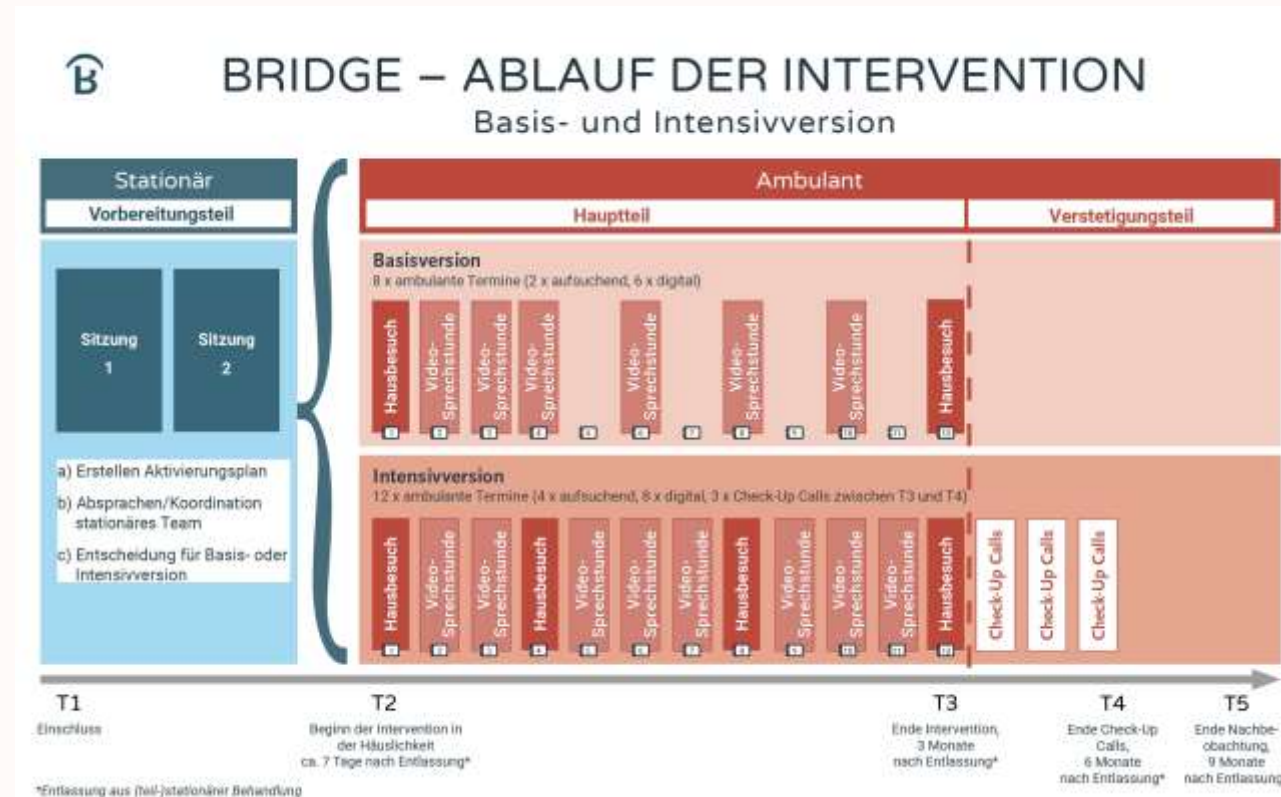 BRIDGE – ABLAUF DER INTERVENTION
Basis- und Intensivversion
Stationär
Vorbereitungsteil
Sitzung
1
Sitzung
2
a) Erstellen Aktivierungsplan
b) Absprachen/Koordination
stationäres Team
c) Entscheidung für Basis- oder
Intensivversion
Ambulant
Hauptteil
Verstetigungsteil
Basisversion
8 x ambulante Termine (2 x aufsuchend, 6 x digital)
Hausbesuch
Video-
Sprechstunde
Video-
Sprechstunde
Video-
Sprechstunde
Video-
Sprechstunde
Video-
Sprechstunde
Video-
Sprechstunde
Hausbesuch
Intensivversion
12 x ambulante Termine (4 x aufsuchend, 8 x digital, 3 x Check-Up Calls zwischen T3 und T4)
Hausbesuch
Video-
Sprechstunde
Video-
Sprechstunde
Hausbesuch
Video-
Sprechstunde
Video-
Sprechstunde
Video-
Sprechstunde
Hausbesuch
Video-
Sprechstunde
Video-
Sprechstunde
Video-
Sprechstunde
Hausbesuch
Check-Up Calls
Check-Up Calls
Check-Up Calls
T1
Einschluss
T2
Beginn der Intervention in
der Häuslichkeit
ca. 7 Tage nach Entlassung*
T3
Ende Intervention,
3 Monate
nach Entlassung*
T4
Ende Check-Up
Calls,
6 Monate
nach Entlassung*
T5
Ende Nachbe-
obachtung,
9 Monate
nach Entlassung
*Entlassung aus (teil-)stationärer Behandlung